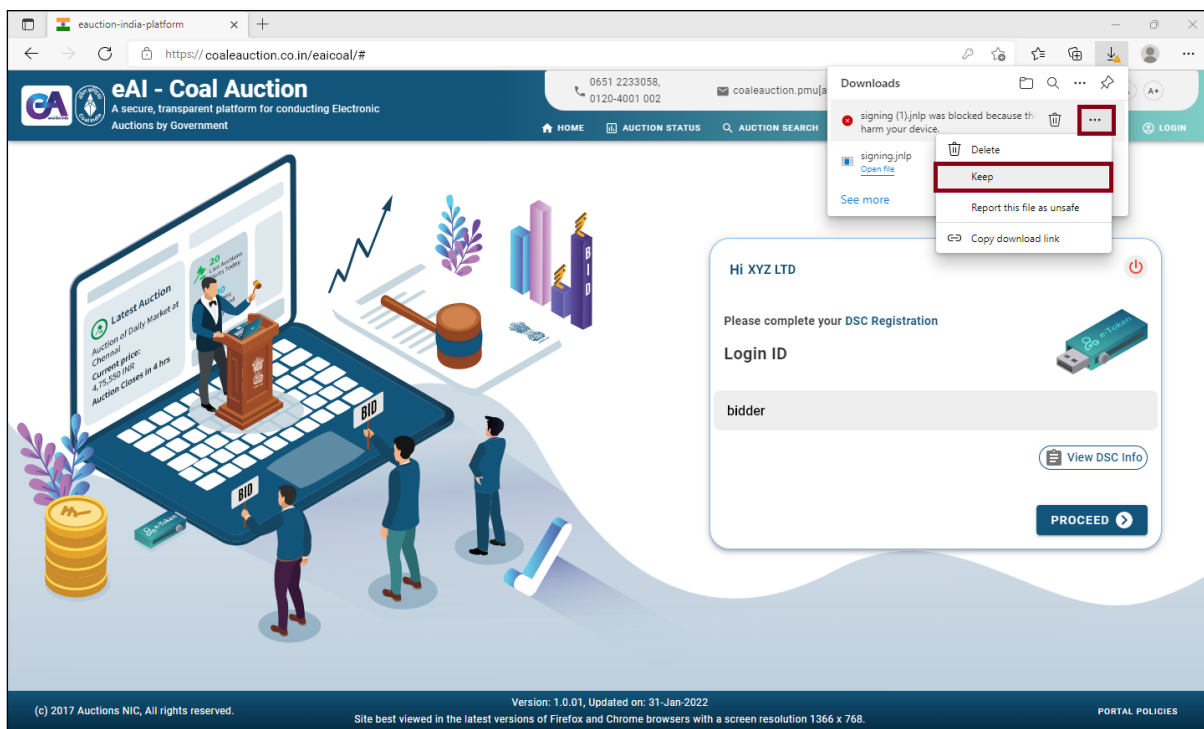 eauction-india-platform
https://coaleauction.co.in/eaicoal/#
eAI - Coal Auction
A secure, transparent platform for conducting Electronic
Auctions by Government
0651 2233058,
0120-4001 002
coaleauction.pmu[a
A+
HOME
AUCTION STATUS
AUCTION SEARCH
LOGIN
Downloads
signing (1).jnlp was blocked because th
harm your device.
signing.jnlp
Open file
See more
Delete
Keep
Report this file as unsafe
Copy download link
Latest Auction
Auction of Daily Market at
Chennai
Current price:
4,75,550 INR
Auction Closes in 4 hrs
20
Live Auctions
BID
BID
BID
e-Token
Hi XYZ LTD
Please complete your DSC Registration
Login ID
e-Token
bidder
View DSC Info
PROCEED
(c) 2017 Auctions NIC, All rights reserved.
Version: 1.0.01, Updated on: 31-Jan-2022
Site best viewed in the latest versions of Firefox and Chrome browsers with a screen resolution 1366 x 768.
PORTAL POLICIES